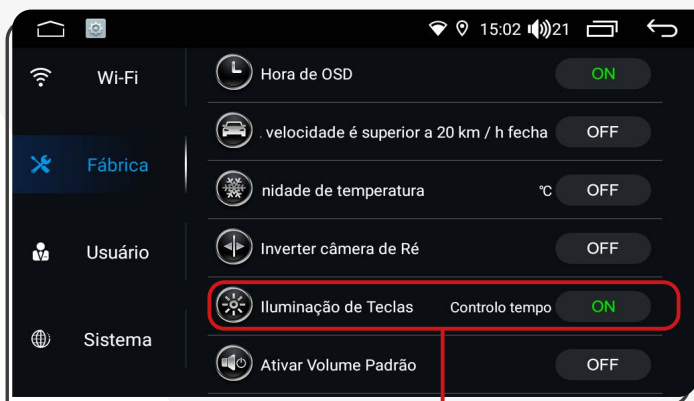 15:02 21
Wi-Fi
Fábrica
Usuário
Sistema
Hora de OSD ON
. velocidade é superior a 20 km / h fecha OFF
nidade de temperatura °C OFF
Inverter câmera de Ré OFF
Iluminação de Teclas Controlo tempo ON
Ativar Volume Padrão OFF